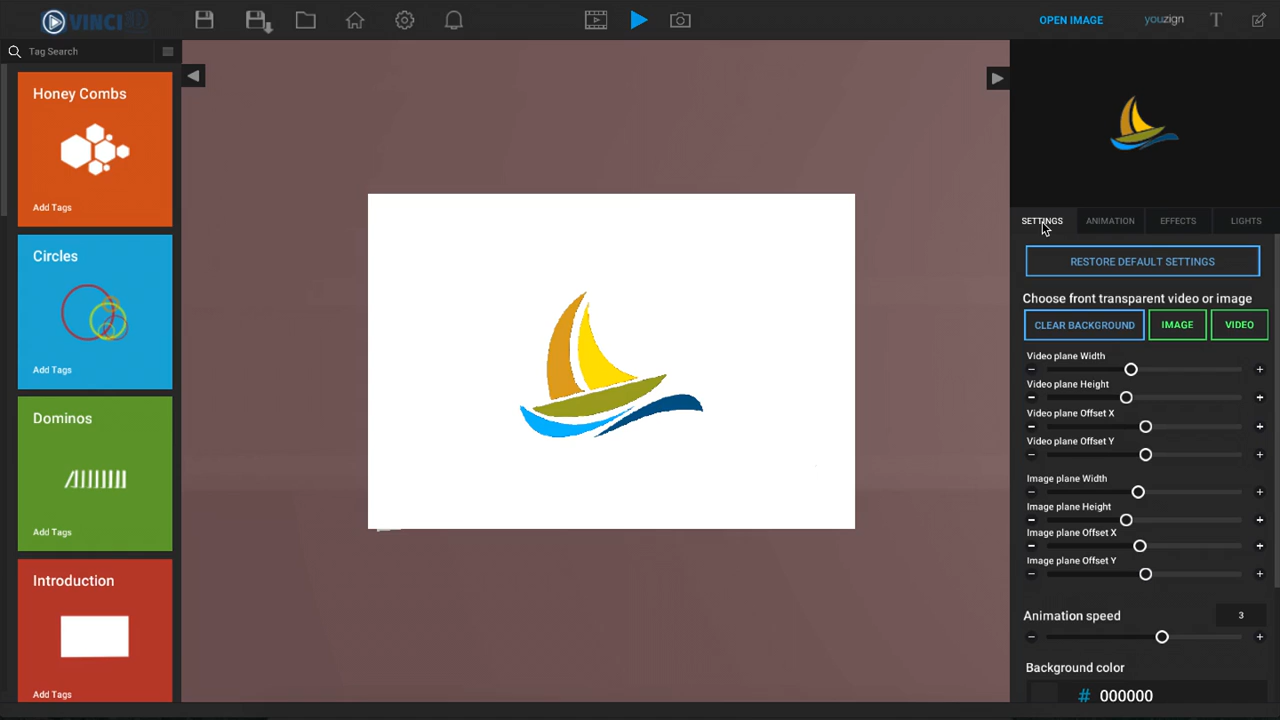 VINCI3D
OPEN IMAGE
youzign
T
Tag Search
Honey Combs
Add Tags
Circles
Add Tags
Dominos
Add Tags
Introduction
Add Tags
SETTINGS
ANIMATION
EFFECTS
LIGHTS
RESTORE DEFAULT SETTINGS
Choose front transparent video or image
CLEAR BACKGROUND
IMAGE
VIDEO
Video plane Width
Video plane Height
Video plane Offset X
Video plane Offset Y
Image plane Width
Image plane Height
Image plane Offset X
Image plane Offset Y
Animation speed
3
Background color
# 000000